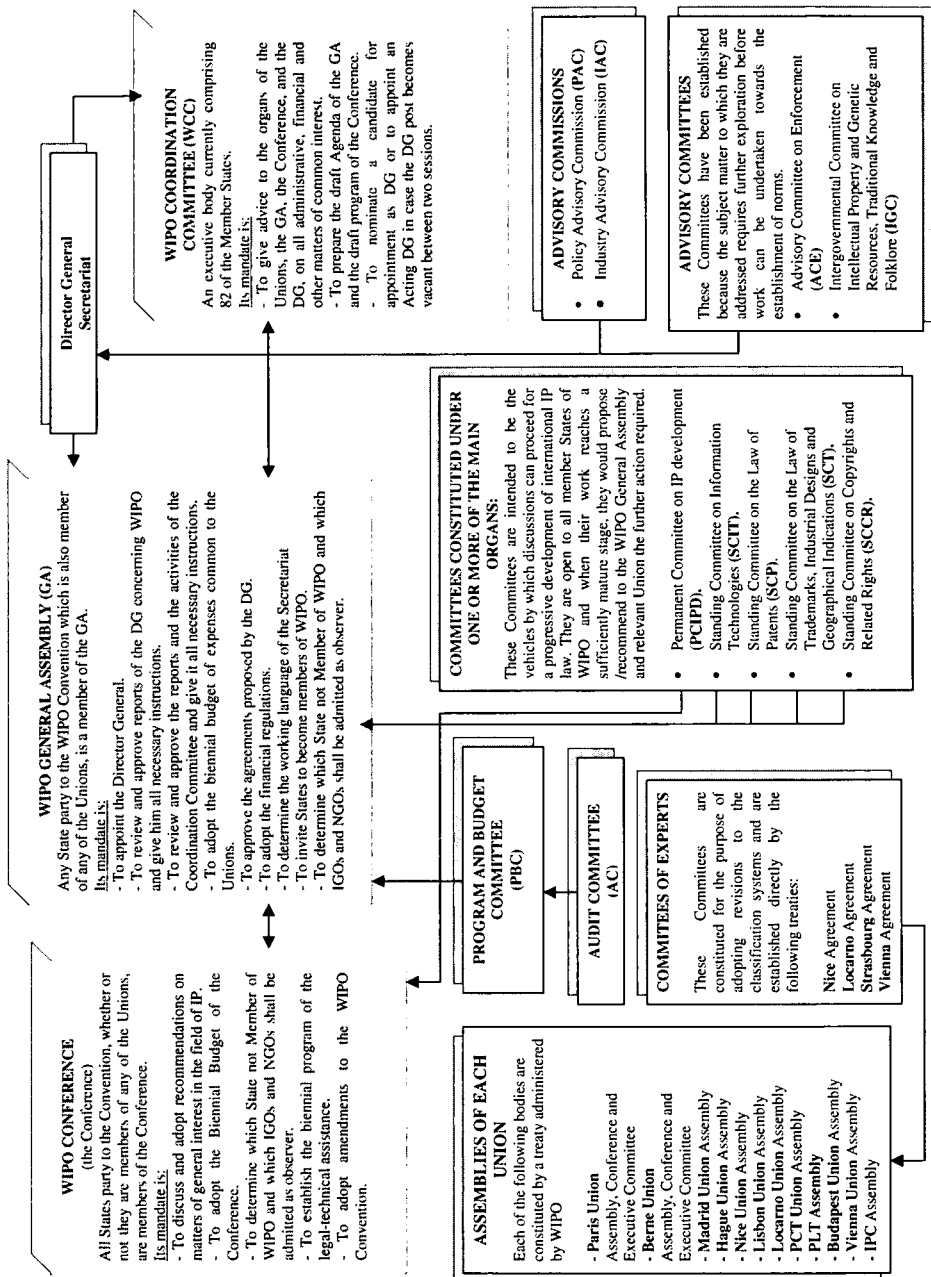 WIPO CONFERENCE
(the Conference)
All States party to the Convention, whether or
not they are members of any of the Unions,
are members of the Conference.
Its mandate is:
- To discuss and adopt recommendations on
matters of general interest in the field of IP.
- To adopt the Biennial Budget of the
Conference.
- To determine which State not Member of
WIPO and which IGOs and NGOs shall be
admitted as observer.
- To establish the biennial program of the
legal-technical assistance.
- To adopt amendments to the WIPO
Convention.
WIPO GENERAL ASSEMBLY (GA)
Any State party to the WIPO Convention which is also member
of any of the Unions, is a member of the GA.
Its mandate is:
- To appoint the Director General.
- To review and approve reports of the DG concerning WIPO
and give him all necessary instructions.
- To review and approve the reports and the activities of the
Coordination Committee and give it all necessary instructions.
- To adopt the biennial budget of expenses common to the
Unions.
- To approve the agreements proposed by the DG.
- To adopt the financial regulations.
- To determine the working language of the Secretariat
- To invite States to become members of WIPO.
- To determine which State not Member of WIPO and which
IGOs and NGOs shall be admitted as observer.
Director General
Secretariat
WIPO COORDINATION
COMMITTEE (WCC)
An executive body currently comprising
82 of the Member States.
Its mandate is:
- To give advice to the organs of the
Unions, the GA, the Conference, and the
DG, on all administrative, financial and
other matters of common interest.
- To prepare the draft Agenda of the GA
and the draft program of the Conference.
- To nominate a candidate for
appointment as DG or to appoint an
Acting DG in case the DG post becomes
vacant between two sessions.
ASSEMBLIES OF EACH
UNION
Each of the following bodies are
constituted by a treaty administered
by WIPO
- Paris Union
Assembly, Conference and
Executive Committee
- Berne Union
Assembly, Conference and
Executive Committee
- Madrid Union Assembly
- Hague Union Assembly
- Nice Union Assembly
- Lisbon Union Assembly
- Locarno Union Assembly
- PCT Union Assembly
- PLT Assembly
- Budapest Union Assembly
- Vienna Union Assembly
- IPC Assembly
PROGRAM AND BUDGET
COMMITTEE
(PBC)
AUDIT COMMITTEE
(AC)
COMMITEES OF EXPERTS
These Committees are
constituted for the purpose of
adopting revisions to the
classification systems and are
established directly by the
following treaties:
Nice Agreement
Locarno Agreement
Strasbourg Agreement
Vienna Agreement
COMMITTEES CONSTITUTED UNDER
ONE OR MORE OF THE MAIN
ORGANS:
These Committees are intended to be the
vehicles by which discussions can proceed for
a progressive development of international IP
law. They are open to all member States of
WIPO and when their work reaches a
sufficiently mature stage, they would propose
/recommend to the WIPO General Assembly
and relevant Union the further action required.
• Permanent Committee on IP development
(PCIPD).
• Standing Committee on Information
Technologies (SCIT).
• Standing Committee on the Law of
Patents (SCP).
• Standing Committee on the Law of
Trademarks, Industrial Designs and
Geographical Indications (SCT).
• Standing Committee on Copyrights and
Related Rights (SCCR).
ADVISORY COMMISSIONS
• Policy Advisory Commission (PAC)
• Industry Advisory Commission (IAC)
ADVISORY COMMITTEES
These Committees have been established
because the subject matter to which they are
addressed requires further exploration before
work can be undertaken towards the
establishment of norms.
• Advisory Committee on Enforcement
(ACE)
• Intergovernmental Committee on
Intellectual Property and Genetic
Resources, Traditional Knowledge and
Folklore (IGC)